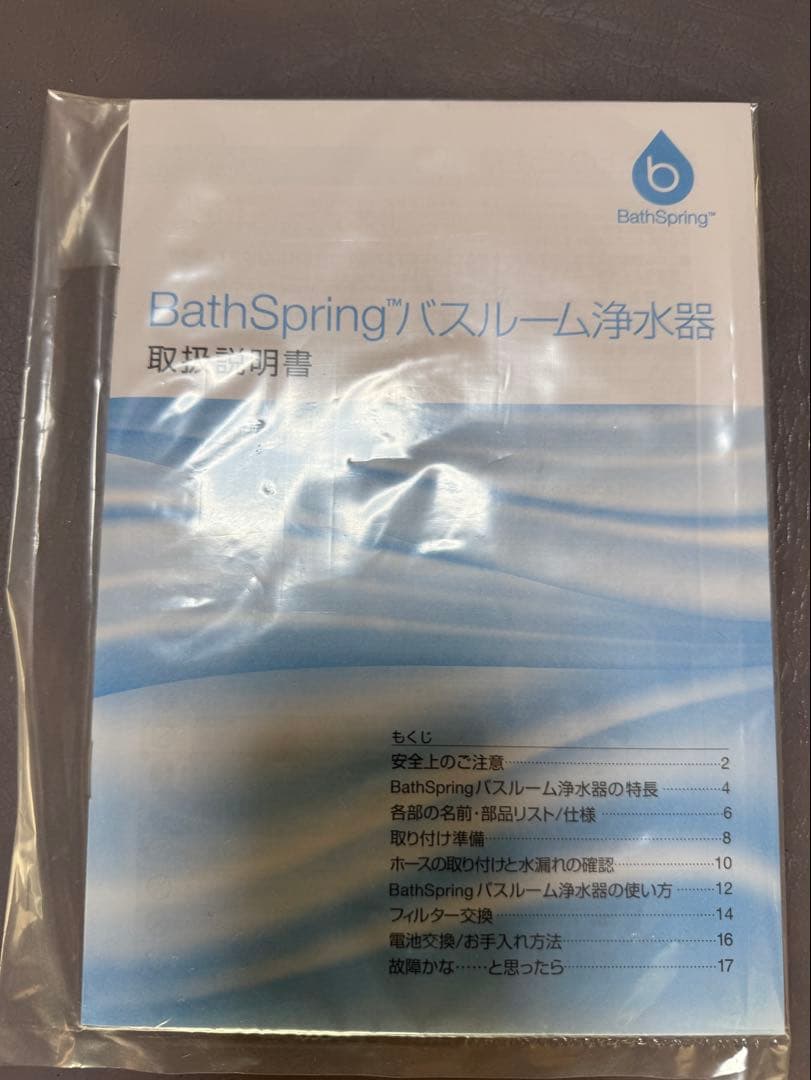 b
BathSpring™
BathSpring™バスルーム浄水器
取扱説明書
もくじ
安全上のご注意……………………………2
BathSpringバスルーム浄水器の特長…………4
各部の名前・部品リスト/仕様………………6
取り付け準備………………………………8
ホースの取り付けと水漏れの確認……………10
BathSpringバスルーム浄水器の使い方………12
フィルター交換……………………………14
電池交換/お手入れ方法……………………16
故障かな……と思ったら……………………17